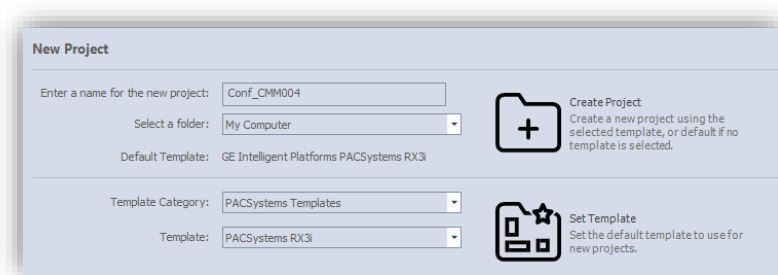 New Project
Enter a name for the new project: Conf_CMM004
Select a folder: My Computer
Default Template: GE Intelligent Platforms PACSystems RX3i
Create Project
Create a new project using the
selected template, or default if no
template is selected.
Template Category: PACSystems Templates
Template: PACSystems RX3i
Set Template
Set the default template to use for
new projects.